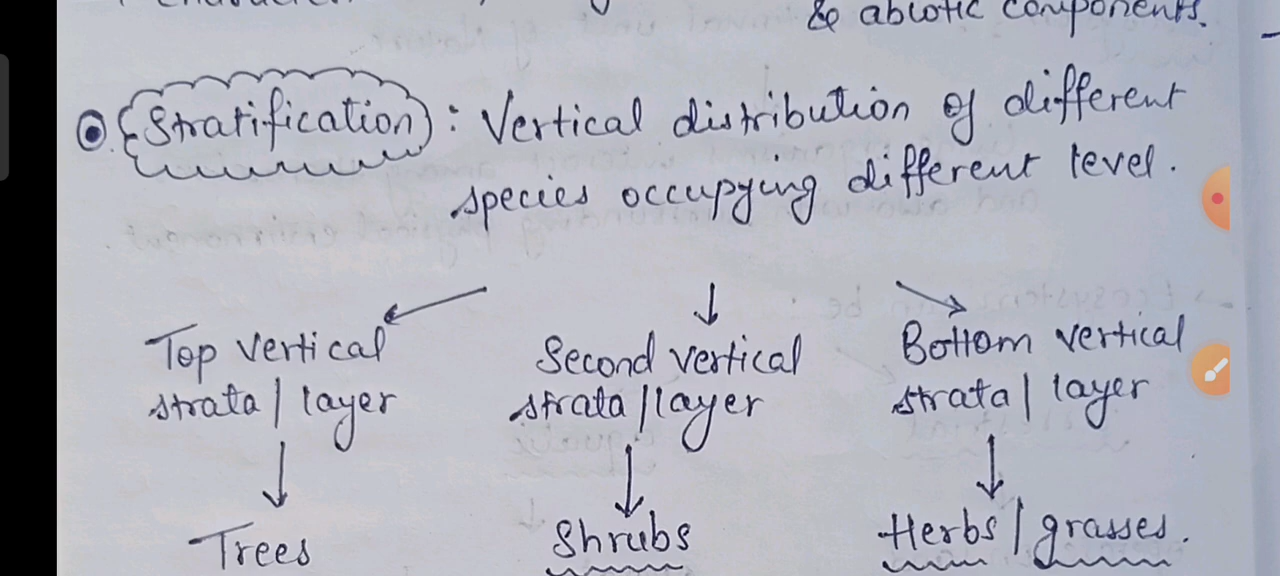 & abiotic components.
Stratification : Vertical distribution of different
species occupying different level.
Top vertical
strata / layer
Second vertical
strata / layer
Bottom vertical
strata / layer
Trees
Shrubs
Herbs / grasses.